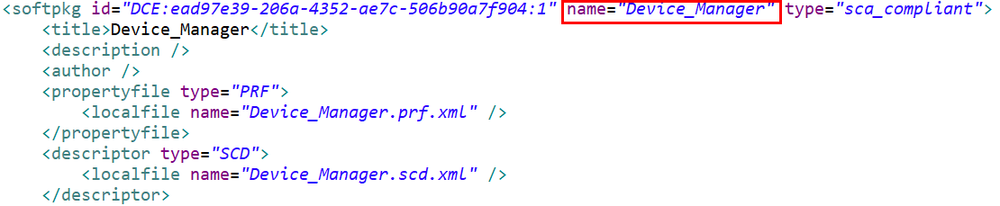 <softpkg id="DCE:ead97e39-206a-4352-ae7c-506b90a7f904:1" name="Device_Manager" type="sca_compliant">
<title>Device_Manager</title>
<description />
<author />
<propertyfile type="PRF">
<localfile name="Device_Manager.prf.xml" />
</propertyfile>
<descriptor type="SCD">
<localfile name="Device_Manager.scd.xml" />
</descriptor>